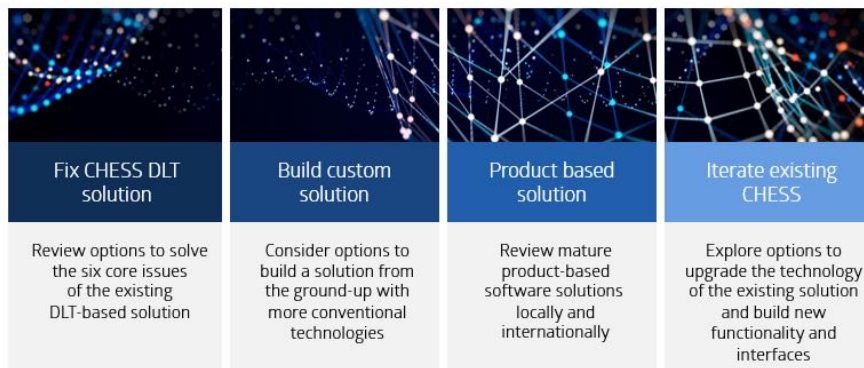 Fix CHESS DLT
solution
Review options to solve
the six core issues
of the existing
DLT-based solution
Build custom
solution
Consider options to
build a solution from
the ground-up with
more conventional
technologies
Product based
solution
Review mature
product-based
software solutions
locally and
internationally
Iterate existing
CHESS
Explore options to
upgrade the technology
of the existing solution
and build new
functionality and
interfaces